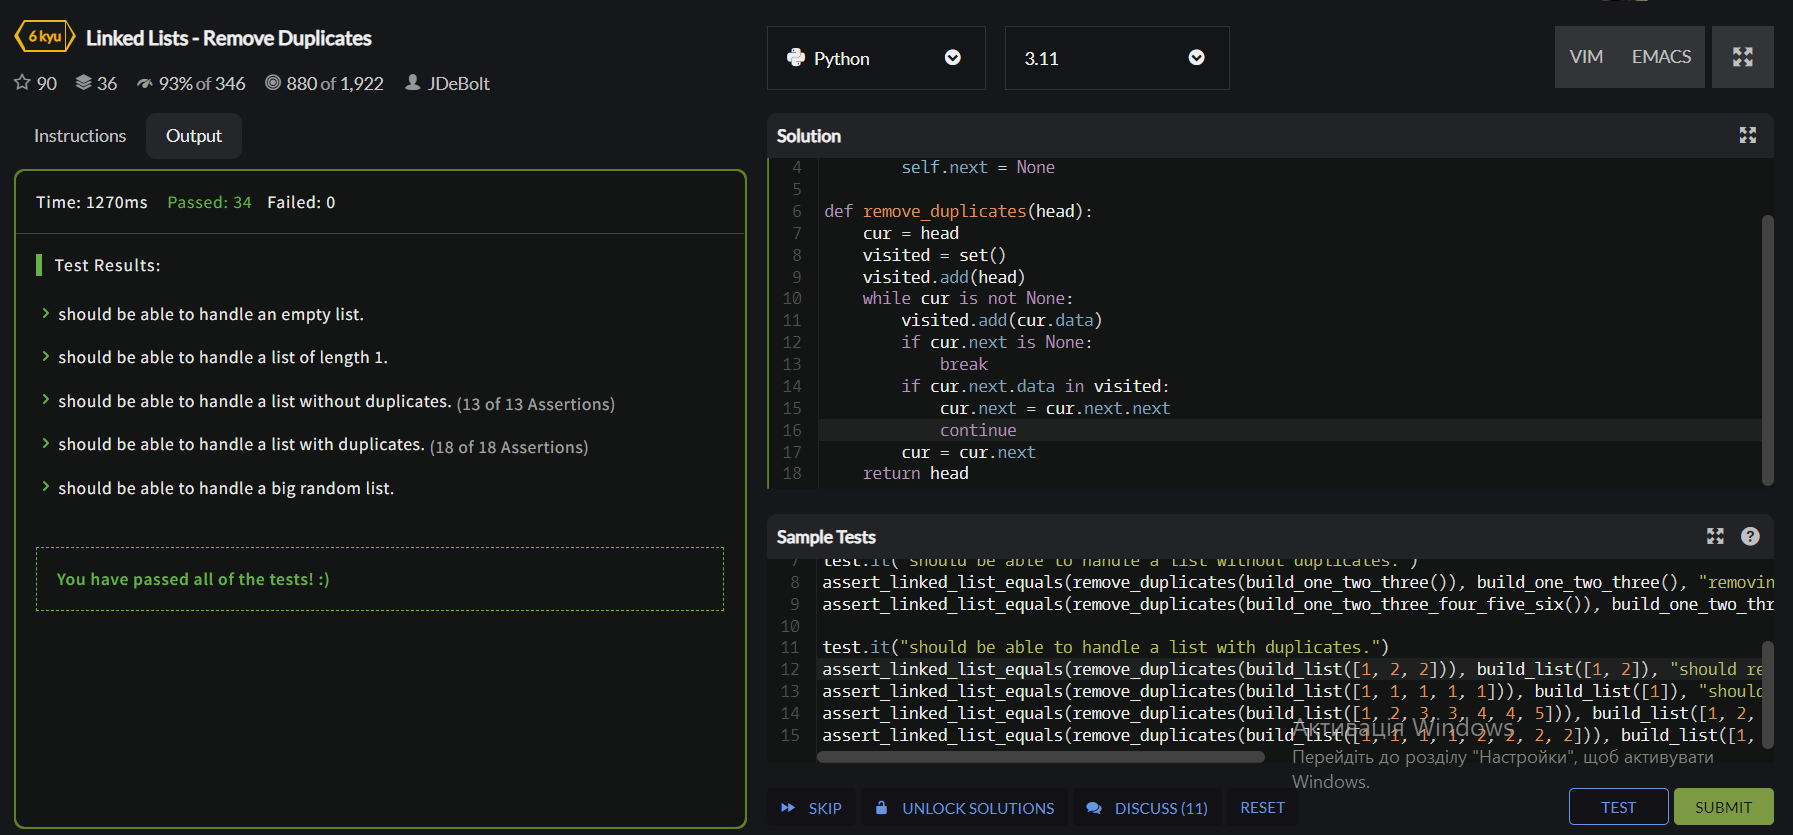 6 kyu Linked Lists - Remove Duplicates
90 36 93% of 346 880 of 1,922 JDeBolt
Instructions Output
Time: 1270ms Passed: 34 Failed: 0
Test Results:
should be able to handle an empty list.
should be able to handle a list of length 1.
should be able to handle a list without duplicates. (13 of 13 Assertions)
should be able to handle a list with duplicates. (18 of 18 Assertions)
should be able to handle a big random list.
You have passed all of the tests! :)
Python 3.11 VIM EMACS
Solution
4         self.next = None
5
6 def remove_duplicates(head):
7     cur = head
8     visited = set()
9     visited.add(head)
10     while cur is not None:
11         visited.add(cur.data)
12         if cur.next is None:
13             break
14         if cur.next.data in visited:
15             cur.next = cur.next.next
16             continue
17         cur = cur.next
18     return head
Sample Tests
7 test.it("should be able to handle a list without duplicates.")
8 assert_linked_list_equals(remove_duplicates(build_one_two_three()), build_one_two_three(), "removin
9 assert_linked_list_equals(remove_duplicates(build_one_two_three_four_five_six()), build_one_two_thr
10
11 test.it("should be able to handle a list with duplicates.")
12 assert_linked_list_equals(remove_duplicates(build_list([1, 2, 2])), build_list([1, 2]), "should re
13 assert_linked_list_equals(remove_duplicates(build_list([1, 1, 1, 1, 1])), build_list([1]), "should
14 assert_linked_list_equals(remove_duplicates(build_list([1, 2, 3, 3, 4, 4, 5])), build_list([1, 2,
15 assert_linked_list_equals(remove_duplicates(build_list([1, 1, 1, 1, 2, 2, 2, 2])), build_list([1,
Активація Windows
Перейдіть до розділу "Настройки", щоб активувати
Windows.
SKIP UNLOCK SOLUTIONS DISCUSS (11) RESET TEST SUBMIT